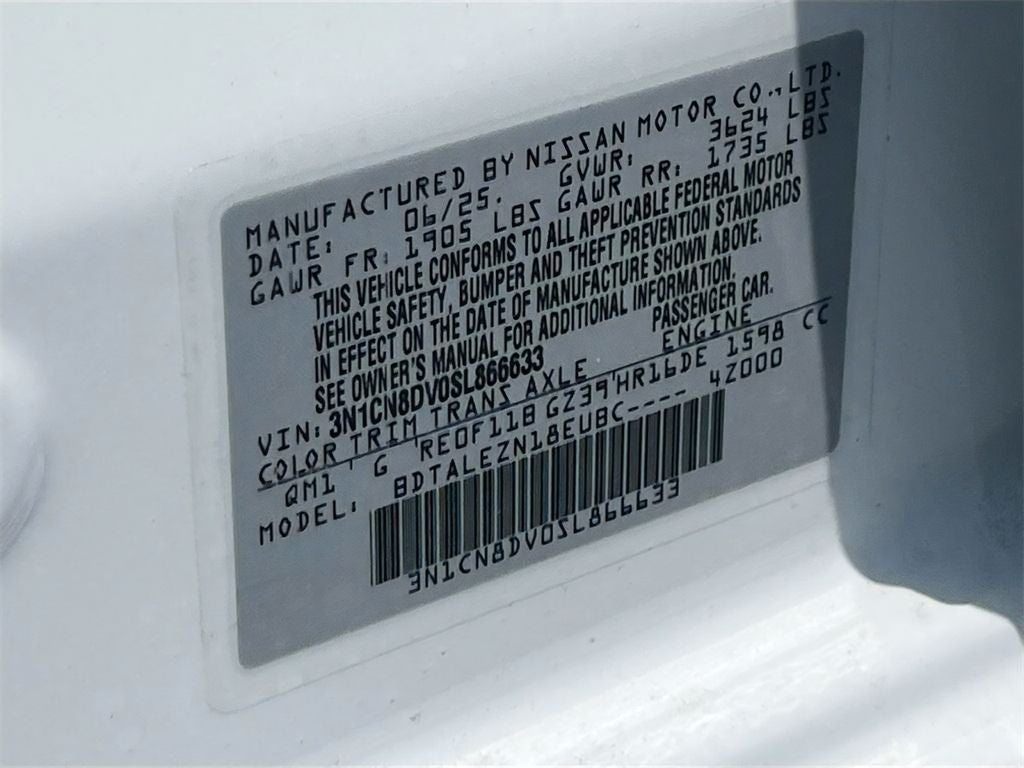 MANUFACTURED BY NISSAN MOTOR CO.,LTD.
DATE: 06/25. GVWR: 3624 LBS
GAWR FR: 1905 LBS GAWR RR: 1735 LBS
THIS VEHICLE CONFORMS TO ALL APPLICABLE FEDERAL MOTOR
VEHICLE SAFETY, BUMPER AND THEFT PREVENTION STANDARDS
IN EFFECT ON THE DATE OF MANUFACTURE SHOWN ABOVE.
SEE OWNER'S MANUAL FOR ADDITIONAL INFORMATION.
VIN: 3N1CN8DV0SL866633 PASSENGER CAR.
COLOR TRIM TRANS AXLE ENGINE
QM1 ' G ' RE0F11B GZ39'HR16DE 1598 CC
MODEL: BDTALEZN18EUBC---- 4Z000
3N1CN8DV0SL866633